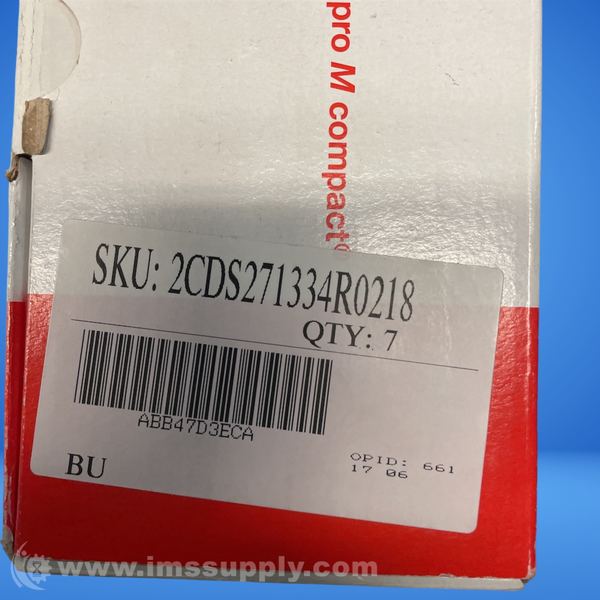 pro M compact®
SKU: 2CDS271334R0218
QTY: 7
ABB47D3ECA
BU
OPID: 661
17 06
www.imssupply.com